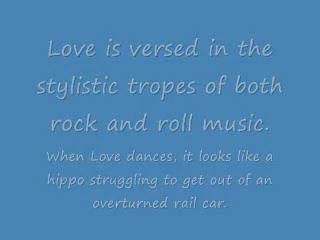 Love is versed in the
stylistic tropes of both
rock and roll music.
When Love dances, it looks like a
hippo struggling to get out of an
overturned rail car.